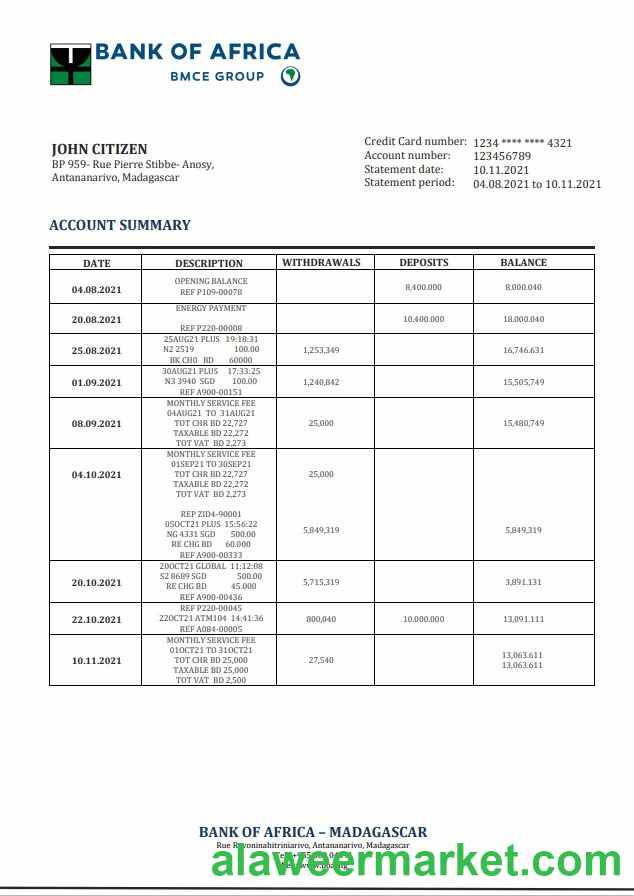 BANK OF AFRICA
BMCE GROUP
JOHN CITIZEN
BP 959- Rue Pierre Stibbe- Anosy,
Antananarivo, Madagascar
Credit Card number: 1234 **** **** 4321
Account number: 123456789
Statement date: 10.11.2021
Statement period: 04.08.2021 to 10.11.2021
ACCOUNT SUMMARY
DATE DESCRIPTION WITHDRAWALS DEPOSITS BALANCE
04.08.2021 OPENING BALANCE 8,400.000 8,000.040
REF P109-00078
20.08.2021 ENERGY PAYMENT 10.400.000 18.000.040
REF P220-00008
25.08.2021 25AUG21 PLUS 19:18:31 1,253,349 16,746.631
N2 2519 100.00
BK CH0 BD 60000
01.09.2021 30AUG21 PLUS 17:33:25 1,240,842 15,505,749
N3 3940 SGD 100.00
REF A900-00151
08.09.2021 MONTHLY SERVICE FEE 25,000 15,480,749
04AUG21 TO 31AUG21
TOT CHR BD 22,727
TAXABLE BD 22,272
TOT VAT BD 2,273
04.10.2021 MONTHLY SERVICE FEE 25,000
01SEP21 TO 30SEP21
TOT CHR BD 22,727
TAXABLE BD 22,272
TOT VAT BD 2,273
REP ZID4-90001
05OCT21 PLUS 15:56:22 5,849,319 5,849,319
NG 4331 SGD 500.00
RE CHG BD 60.000
REF A900-00333
20.10.2021 20OCT21 GLOBAL 11:12:08 5,715,319 3,891.131
S2 8689 SGD 500.00
RE CHG BD 45.000
REF A900-00436
22.10.2021 REF P220-00045 800,040 10.000.000 13,091.111
22OCT21 ATM104 14:41:36
REF A084-00005
10.11.2021 MONTHLY SERVICE FEE 27,540 13,063.611
01OCT21 TO 31OCT21 13,063.611
TOT CHR BD 25,000
TAXABLE BD 25,000
TOT VAT BD 2,500
BANK OF AFRICA – MADAGASCAR
Rue Ravoninahitriniarivo, Antananarivo, Madagascar
alaweermarket.com